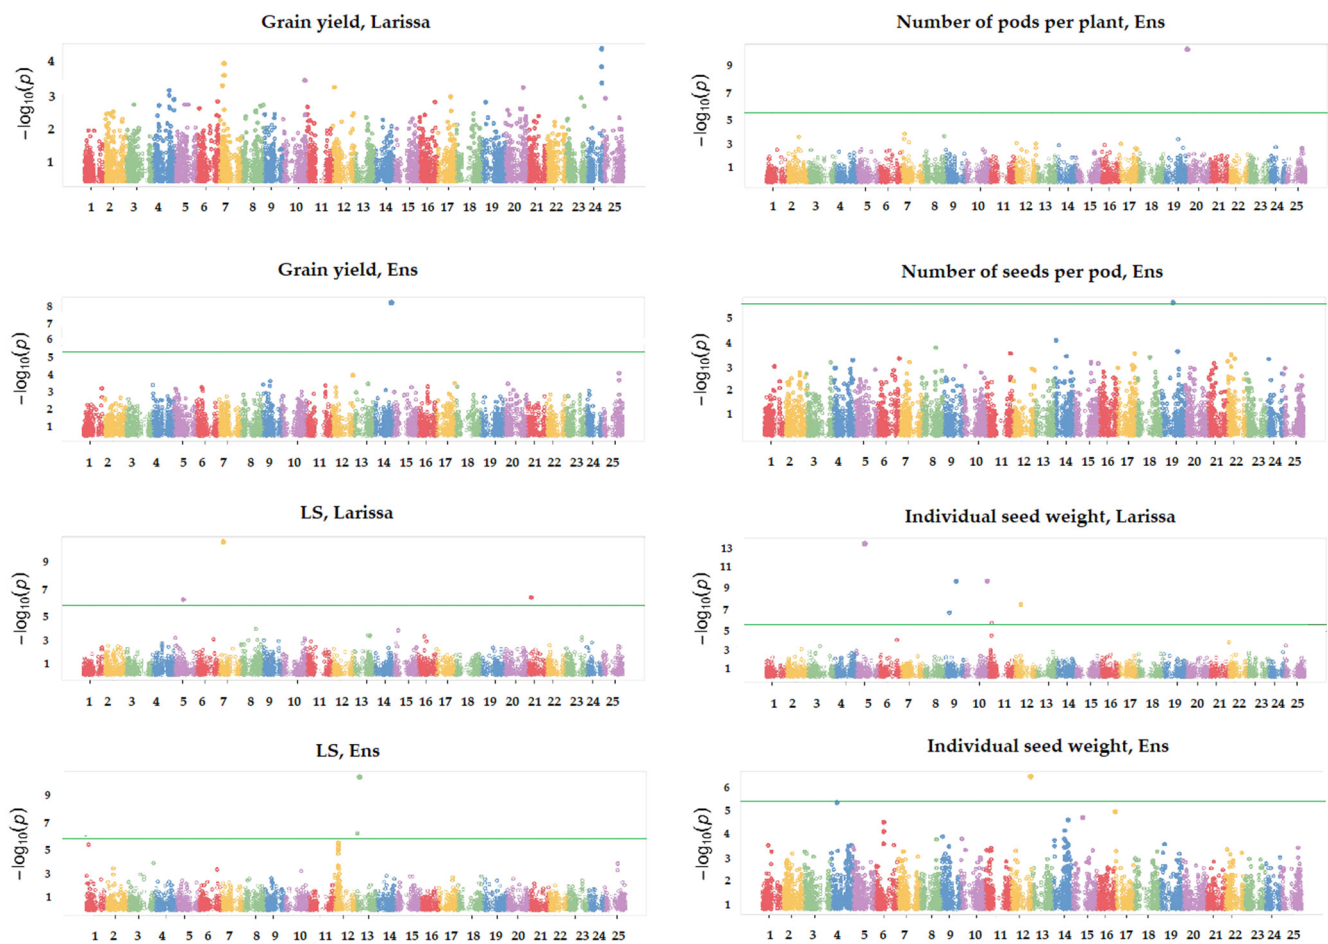 Grain yield, Larissa
−log₁₀(p)
4
3
2
1
1 2 3 4 5 6 7 8 9 10 11 12 13 14 15 16 17 18 19 20 21 22 23 24 25
Number of pods per plant, Ens
−log₁₀(p)
9
7
5
3
1
1 2 3 4 5 6 7 8 9 10 11 12 13 14 15 16 17 18 19 20 21 22 23 24 25
Grain yield, Ens
−log₁₀(p)
8
7
6
5
4
3
2
1
1 2 3 4 5 6 7 8 9 10 11 12 13 14 15 16 17 18 19 20 21 22 23 24 25
Number of seeds per pod, Ens
−log₁₀(p)
5
4
3
2
1
1 2 3 4 5 6 7 8 9 10 11 12 13 14 15 16 17 18 19 20 21 22 23 24 25
LS, Larissa
−log₁₀(p)
9
7
5
3
1
1 2 3 4 5 6 7 8 9 10 11 12 13 14 15 16 17 18 19 20 21 22 23 24 25
Individual seed weight, Larissa
−log₁₀(p)
13
11
9
7
5
3
1
1 2 3 4 5 6 7 8 9 10 11 12 13 14 15 16 17 18 19 20 21 22 23 24 25
LS, Ens
−log₁₀(p)
9
7
5
3
1
1 2 3 4 5 6 7 8 9 10 11 12 13 14 15 16 17 18 19 20 21 22 23 24 25
Individual seed weight, Ens
−log₁₀(p)
6
5
4
3
2
1
1 2 3 4 5 6 7 8 9 10 11 12 13 14 15 16 17 18 19 20 21 22 23 24 25